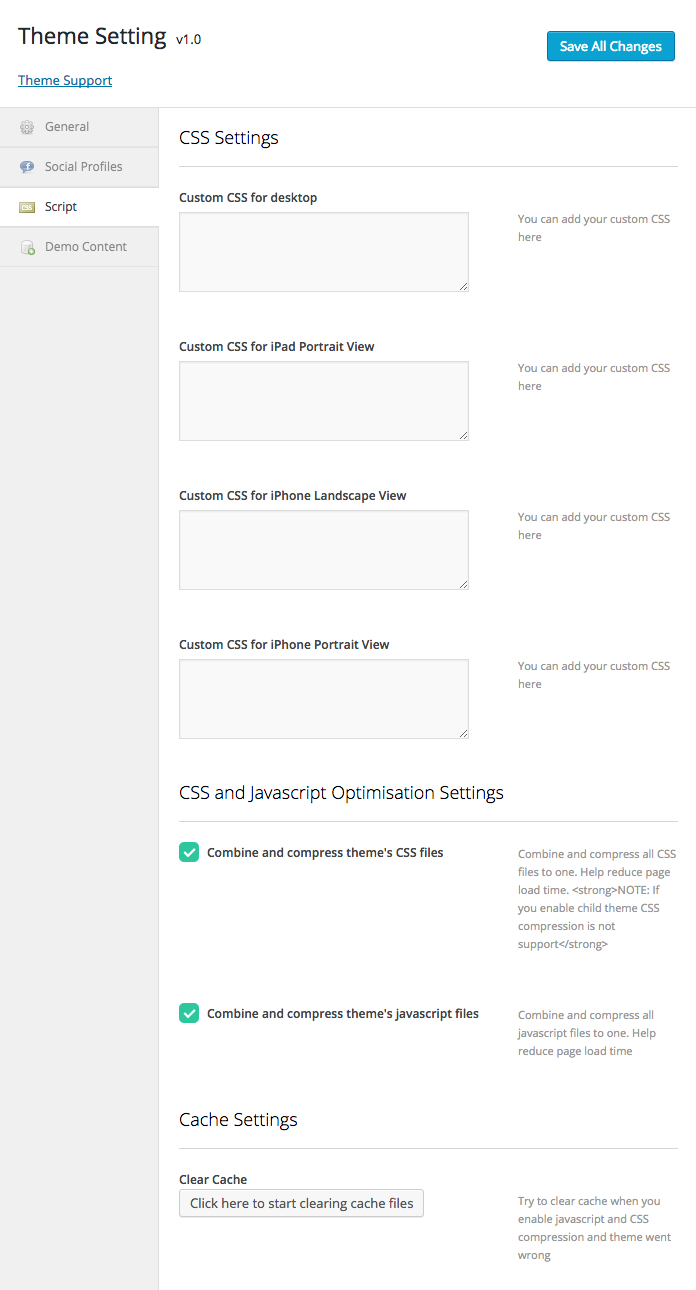 Theme Setting v1.0
Save All Changes
Theme Support
General
Social Profiles
CSS
Script
Demo Content
CSS Settings
Custom CSS for desktop
You can add your custom CSS
here
Custom CSS for iPad Portrait View
You can add your custom CSS
here
Custom CSS for iPhone Landscape View
You can add your custom CSS
here
Custom CSS for iPhone Portrait View
You can add your custom CSS
here
CSS and Javascript Optimisation Settings
Combine and compress theme's CSS files
Combine and compress all CSS
files to one. Help reduce page
load time. <strong>NOTE: If
you enable child theme CSS
compression is not
support</strong>
Combine and compress theme's javascript files
Combine and compress all
javascript files to one. Help
reduce page load time
Cache Settings
Clear Cache
Click here to start clearing cache files
Try to clear cache when you
enable javascript and CSS
compression and theme went
wrong